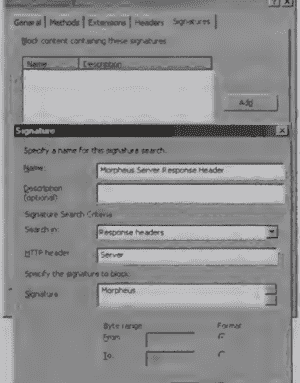 General Methods Extensions Headers Signatures
Block content containing these signatures
Name Description
Add
Signature
Specify a name for this signature search.
Name: Morpheus Server Response Header
Description
(optional)
Signature Search Criteria
Search in: Response headers
HTTP header Server
Specify the signature to block:
Signature Morpheus
Byte range Format
From
To: